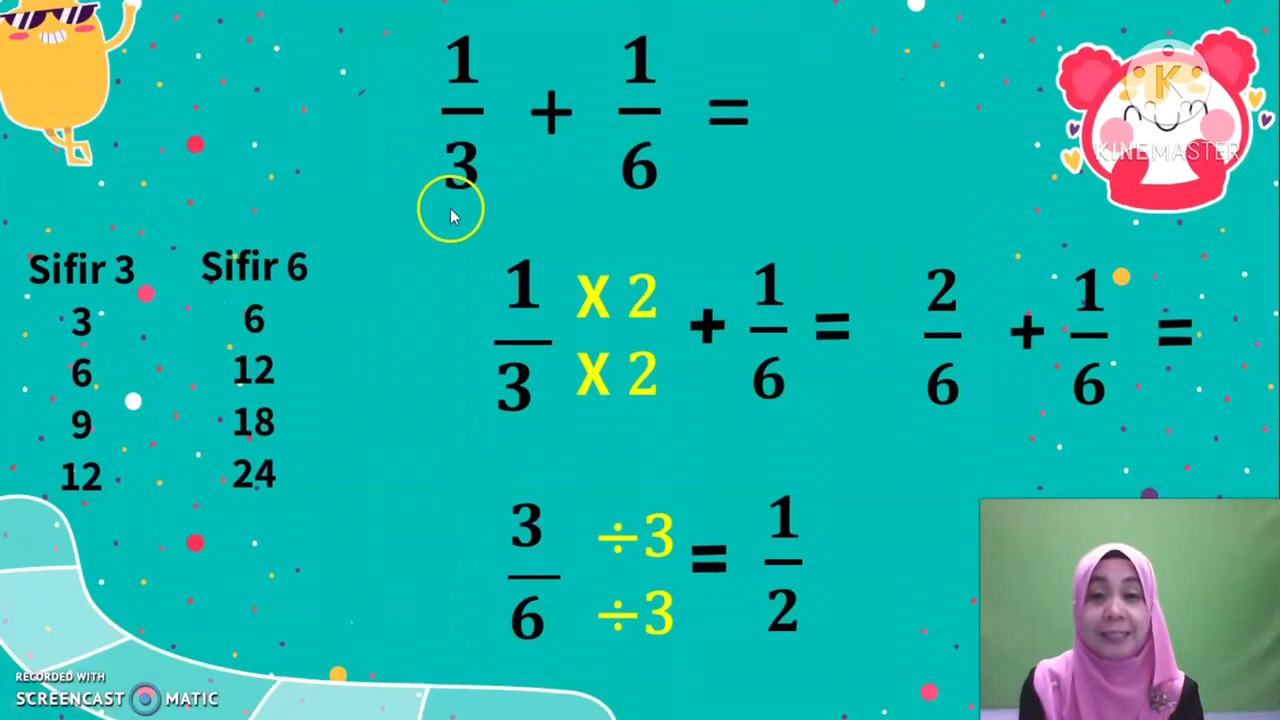 1/3 + 1/6 =
K
KINEMASTER
Sifir 3 Sifir 6
3 6
6 12
9 18
12 24
1/3 X 2 / X 2 + 1/6 = 2/6 + 1/6 =
3/6 ÷3 / ÷3 = 1/2
RECORDED WITH
SCREENCAST MATIC